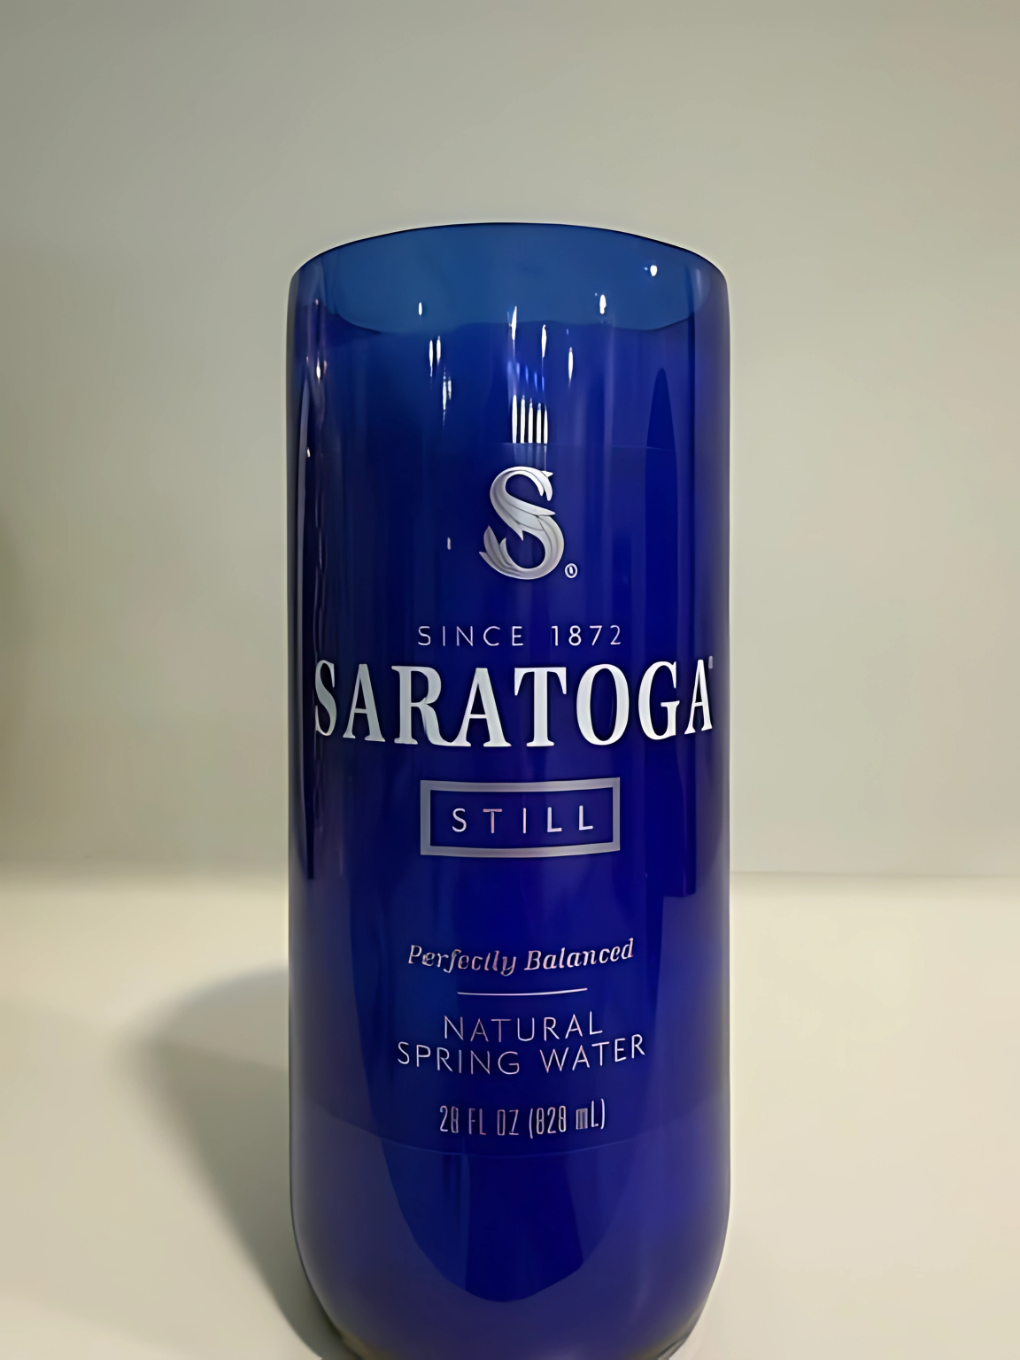 S®
SINCE 1872
SARATOGA
STILL
Perfectly Balanced
NATURAL
SPRING WATER
28 FL OZ (828 mL)